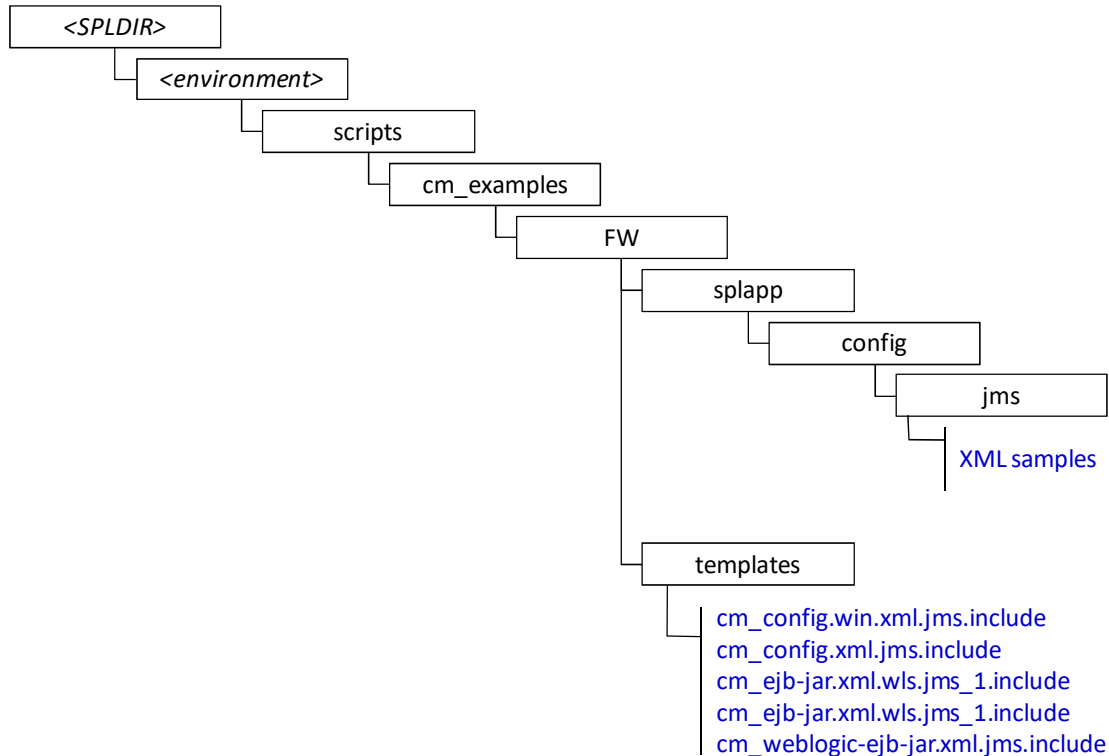 <SPLDIR>
<environment>
scripts
cm_examples
FW
splapp
config
jms
XML samples
templates
cm_config.win.xml.jms.include
cm_config.xml.jms.include
cm_ejb-jar.xml.wls.jms_1.include
cm_ejb-jar.xml.wls.jms_1.include
cm_weblogic-ejb-jar.xml.jms.include